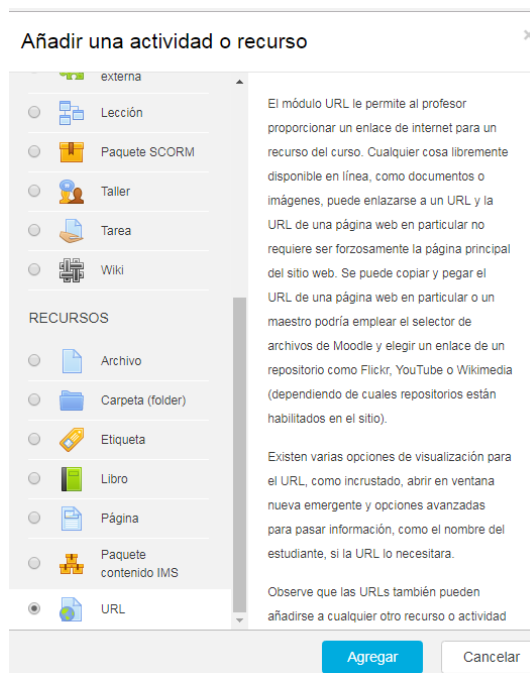 Añadir una actividad o recurso
externa
Lección
Paquete SCORM
Taller
Tarea
Wiki
RECURSOS
Archivo
Carpeta (folder)
Etiqueta
Libro
Página
Paquete
contenido IMS
URL
El módulo URL le permite al profesor
proporcionar un enlace de internet para un
recurso del curso. Cualquier cosa libremente
disponible en línea, como documentos o
imágenes, puede enlazarse a un URL y la
URL de una página web en particular no
requiere ser forzosamente la página principal
del sitio web. Se puede copiar y pegar el
URL de una página web en particular o un
maestro podría emplear el selector de
archivos de Moodle y elegir un enlace de un
repositorio como Flickr, YouTube o Wikimedia
(dependiendo de cuales repositorios están
habilitados en el sitio).
Existen varias opciones de visualización para
el URL, como incrustado, abrir en ventana
nueva emergente y opciones avanzadas
para pasar información, como el nombre del
estudiante, si la URL lo necesitara.
Observe que las URLs también pueden
añadirse a cualquier otro recurso o actividad
Agregar
Cancelar